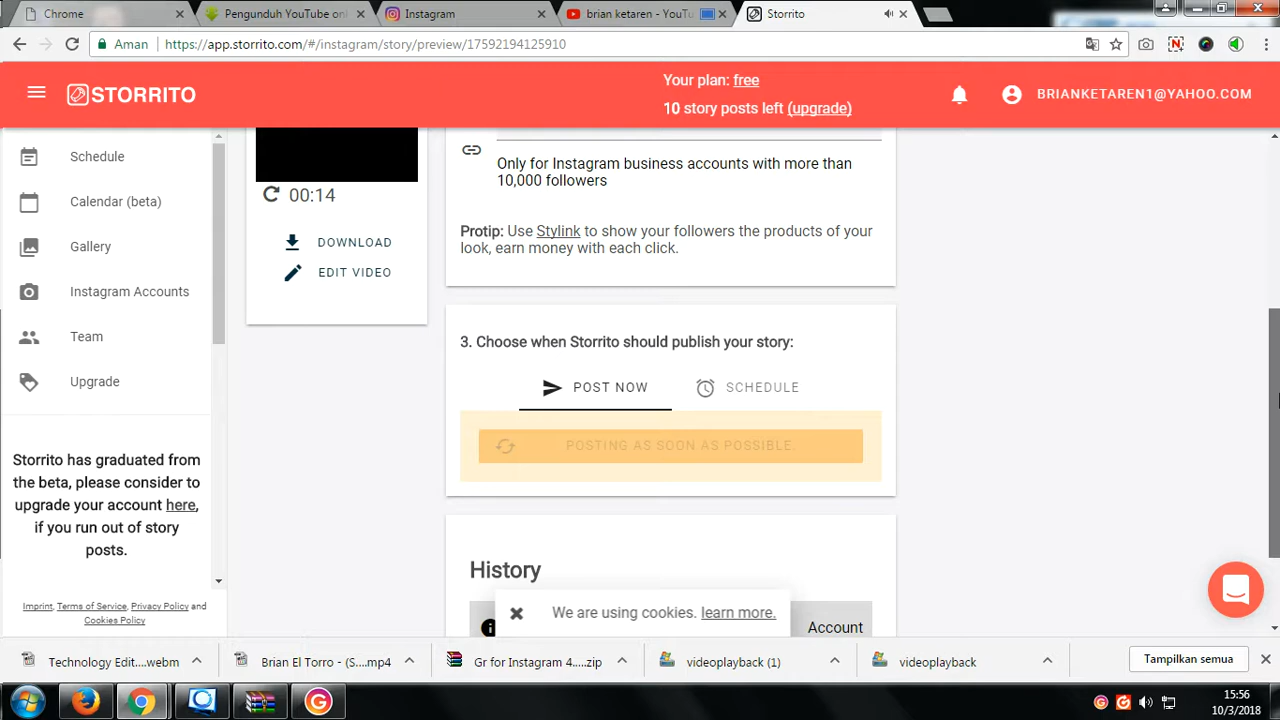 Chrome
Pengunduh YouTube onl
Instagram
brian ketaren - YouTu
Storrito
Aman
https://app.storrito.com/#/instagram/story/preview/17592194125910
STORRITO
Your plan: free
10 story posts left (upgrade)
BRIANKETAREN1@YAHOO.COM
Schedule
Calendar (beta)
Gallery
Instagram Accounts
Team
Upgrade
Storrito has graduated from
the beta, please consider to
upgrade your account here,
if you run out of story
posts.
Imprint, Terms of Service, Privacy Policy and
Cookies Policy
00:14
DOWNLOAD
EDIT VIDEO
Only for Instagram business accounts with more than
10,000 followers
Protip: Use Stylink to show your followers the products of your
look, earn money with each click.
3. Choose when Storrito should publish your story:
POST NOW
SCHEDULE
POSTING AS SOON AS POSSIBLE.
History
Account
We are using cookies. learn more.
Technology Edit....webm
Brian El Torro - (S....mp4
Gr for Instagram 4.....zip
videoplayback (1)
videoplayback
Tampilkan semua
15:56
10/3/2018